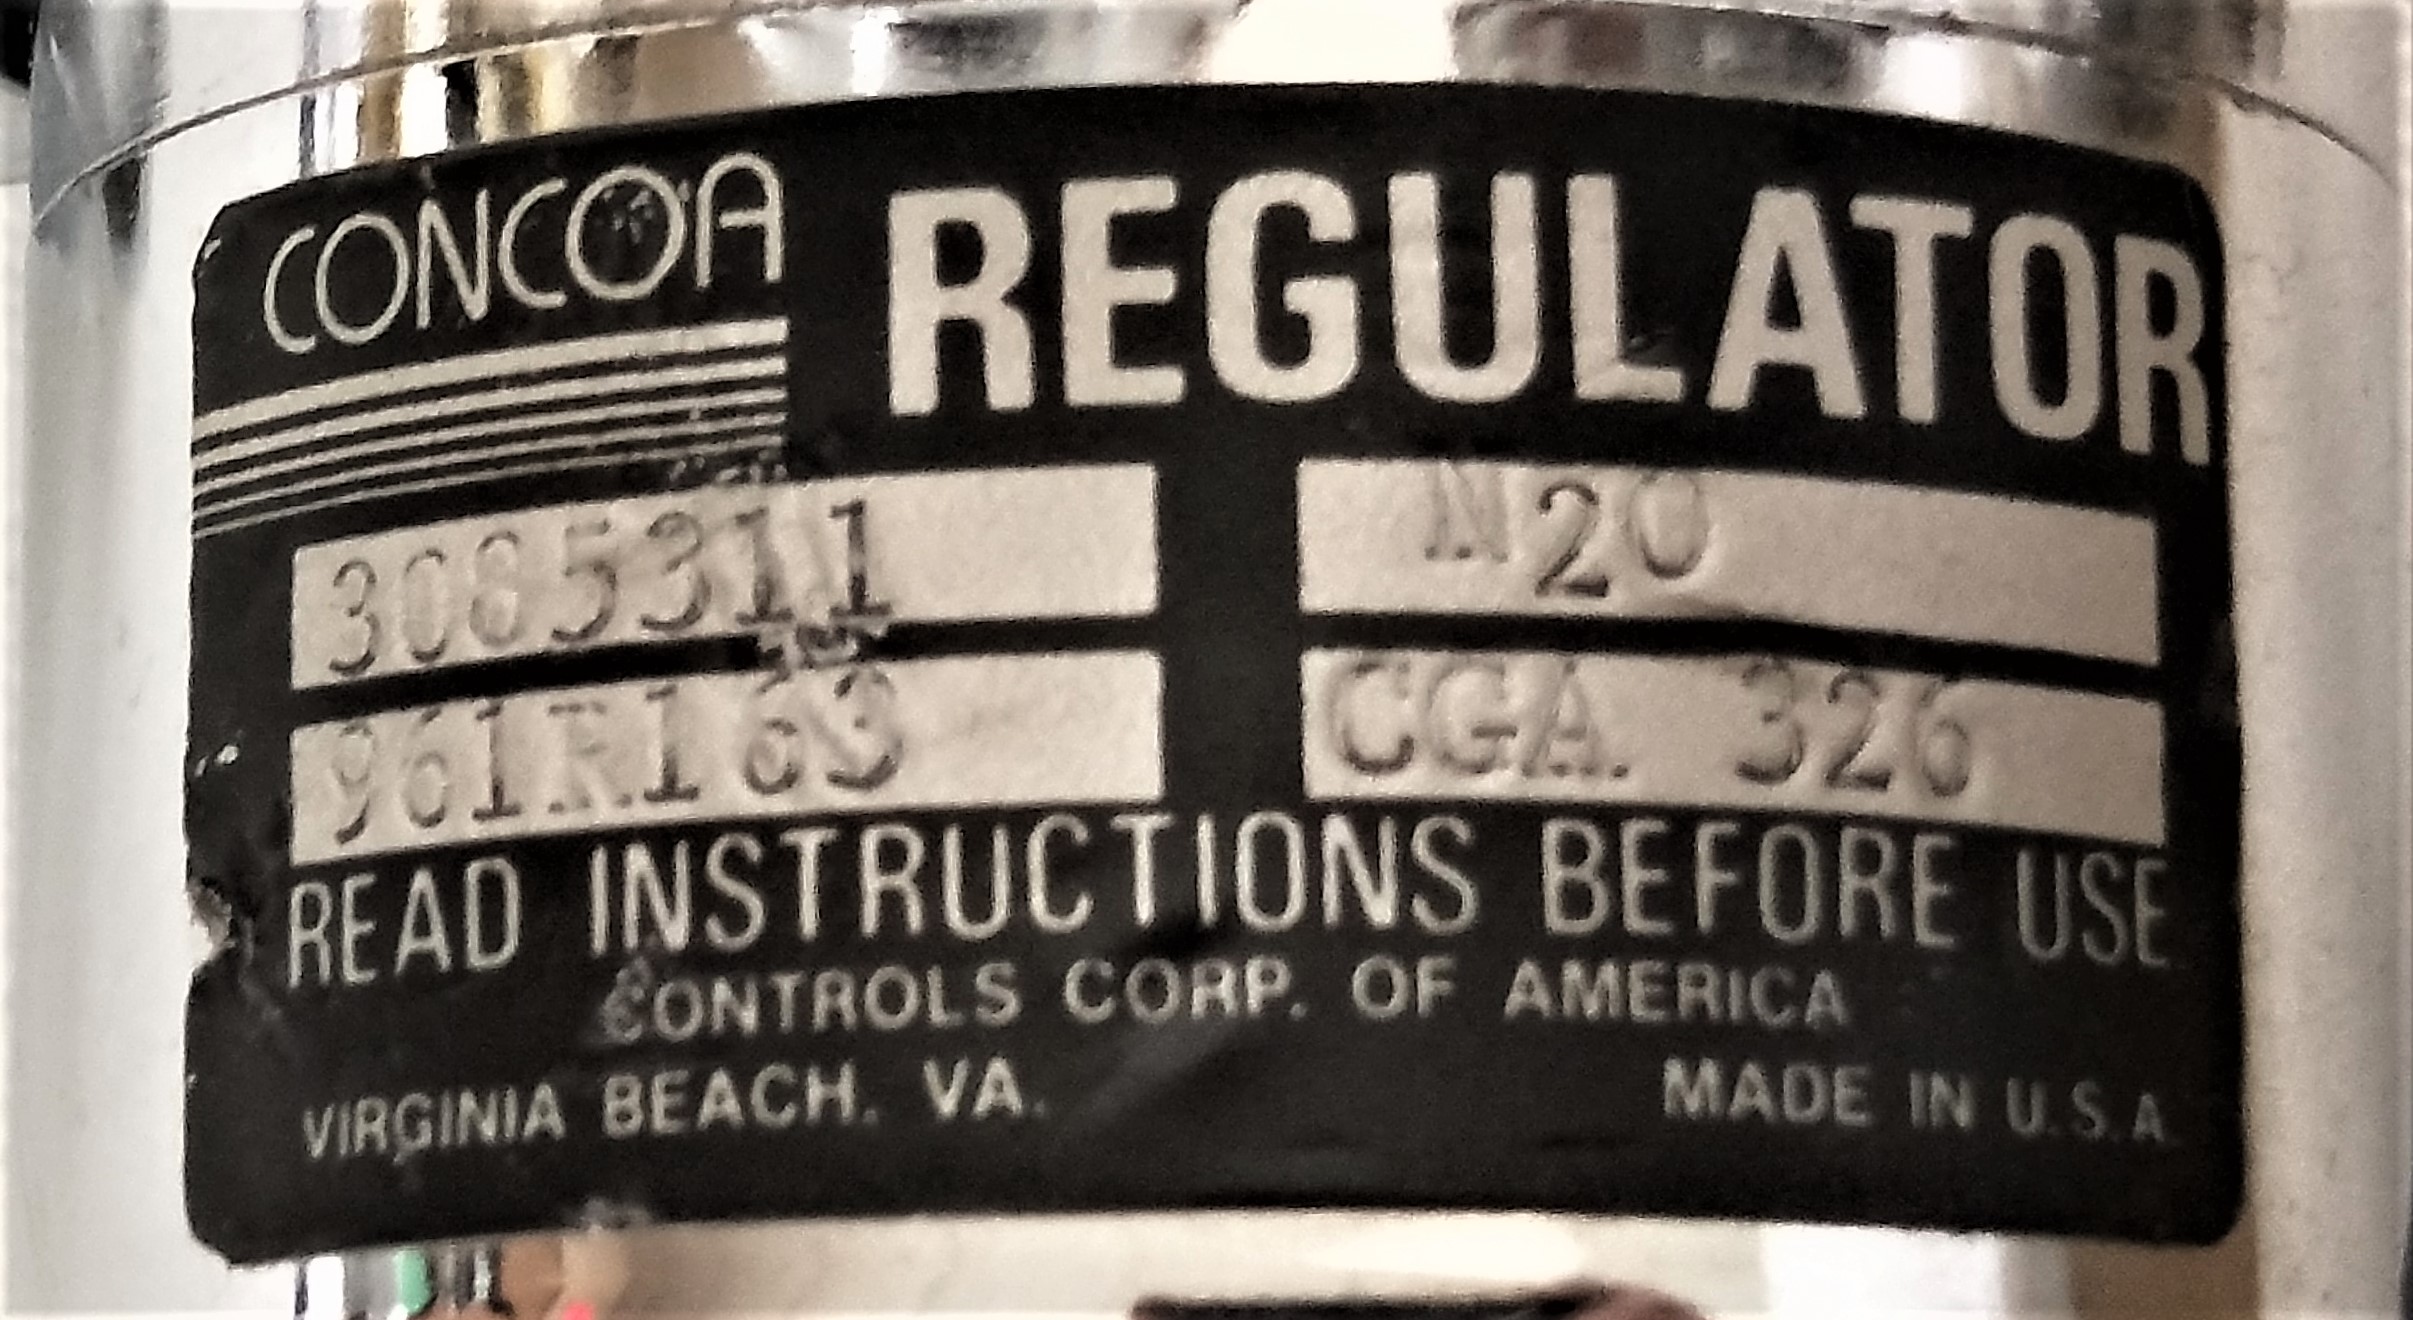 CONCOA REGULATOR
3085311 N2O
CGA 326
READ INSTRUCTIONS BEFORE USE
CONTROLS CORP. OF AMERICA
VIRGINIA BEACH, VA. MADE IN U.S.A.